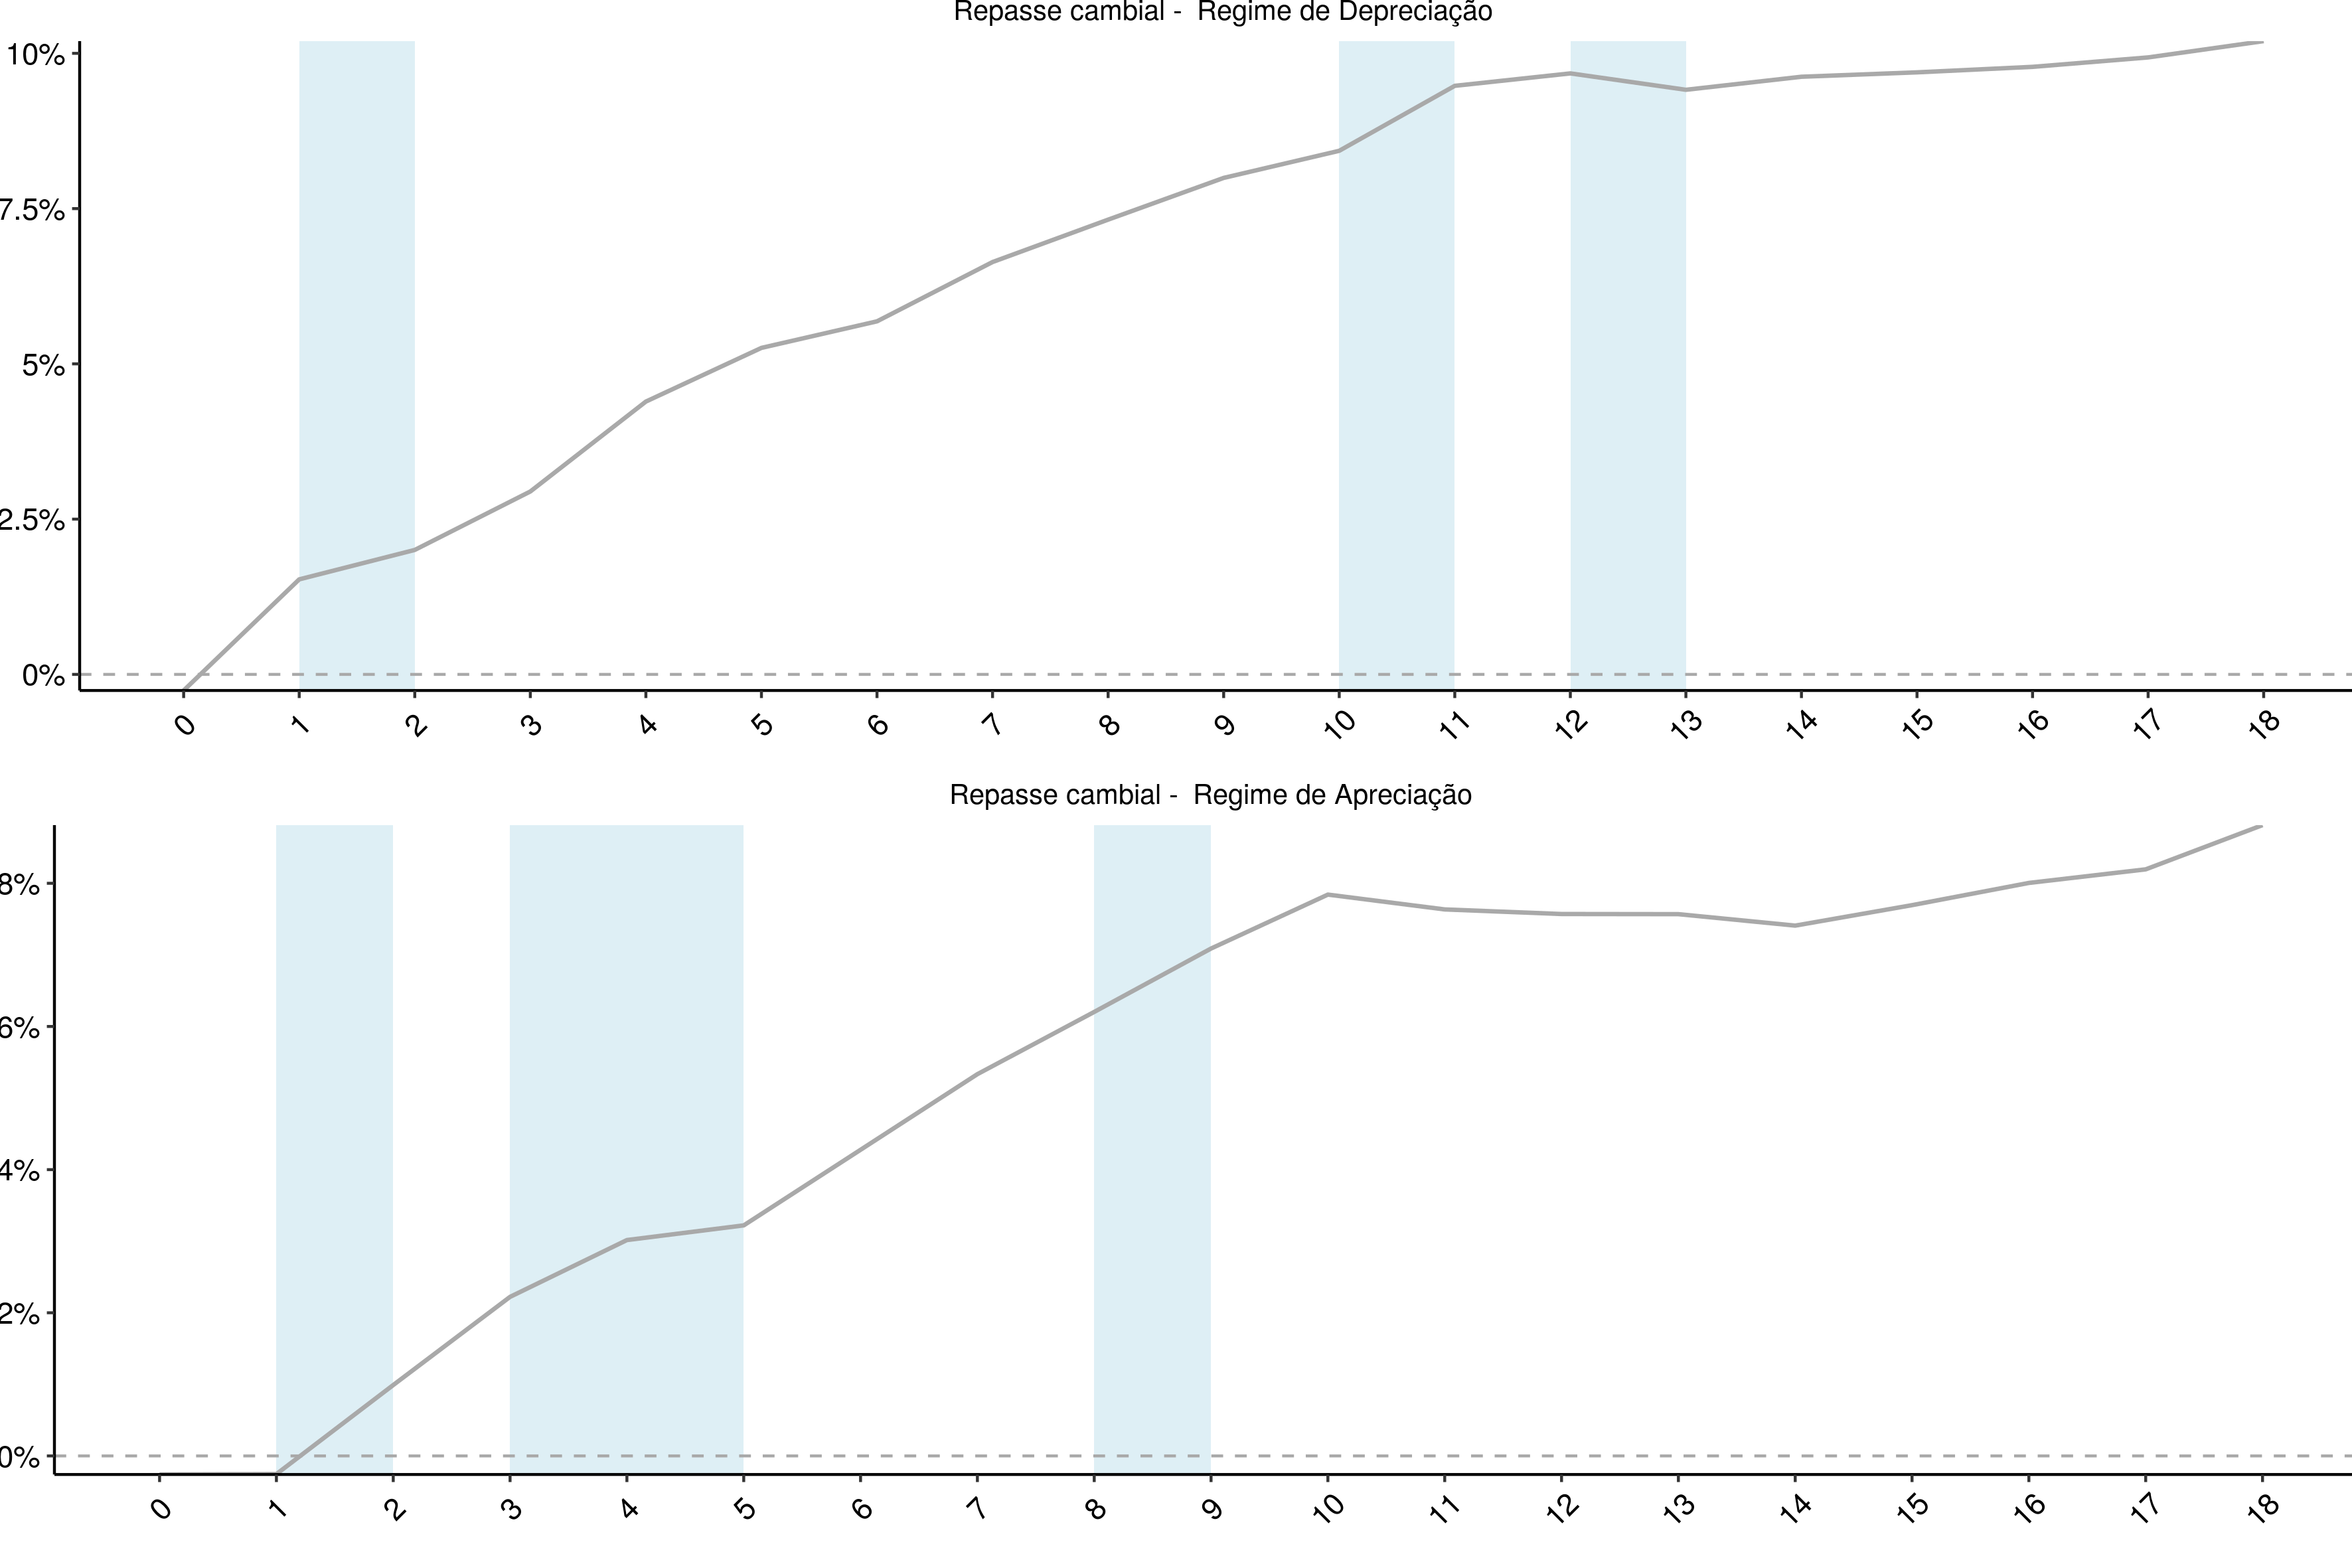 Repasse cambial -  Regime de Depreciação
10%
7.5%
5%
2.5%
0%
0 1 2 3 4 5 6 7 8 9 10 11 12 13 14 15 16 17 18
Repasse cambial -  Regime de Apreciação
8%
6%
4%
2%
0%
0 1 2 3 4 5 6 7 8 9 10 11 12 13 14 15 16 17 18